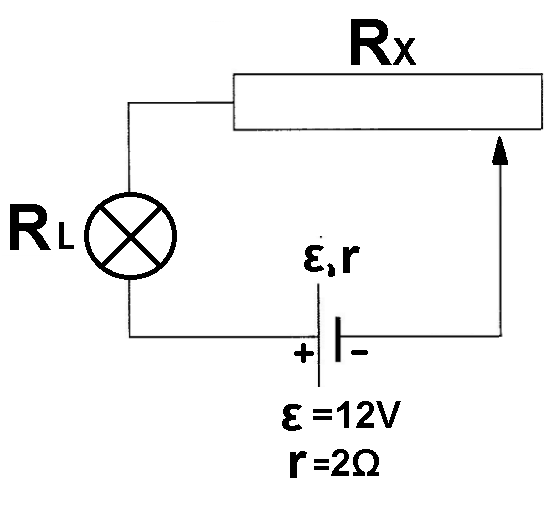 Rx
RL
ε,r
+ -
ε =12V
r =2Ω